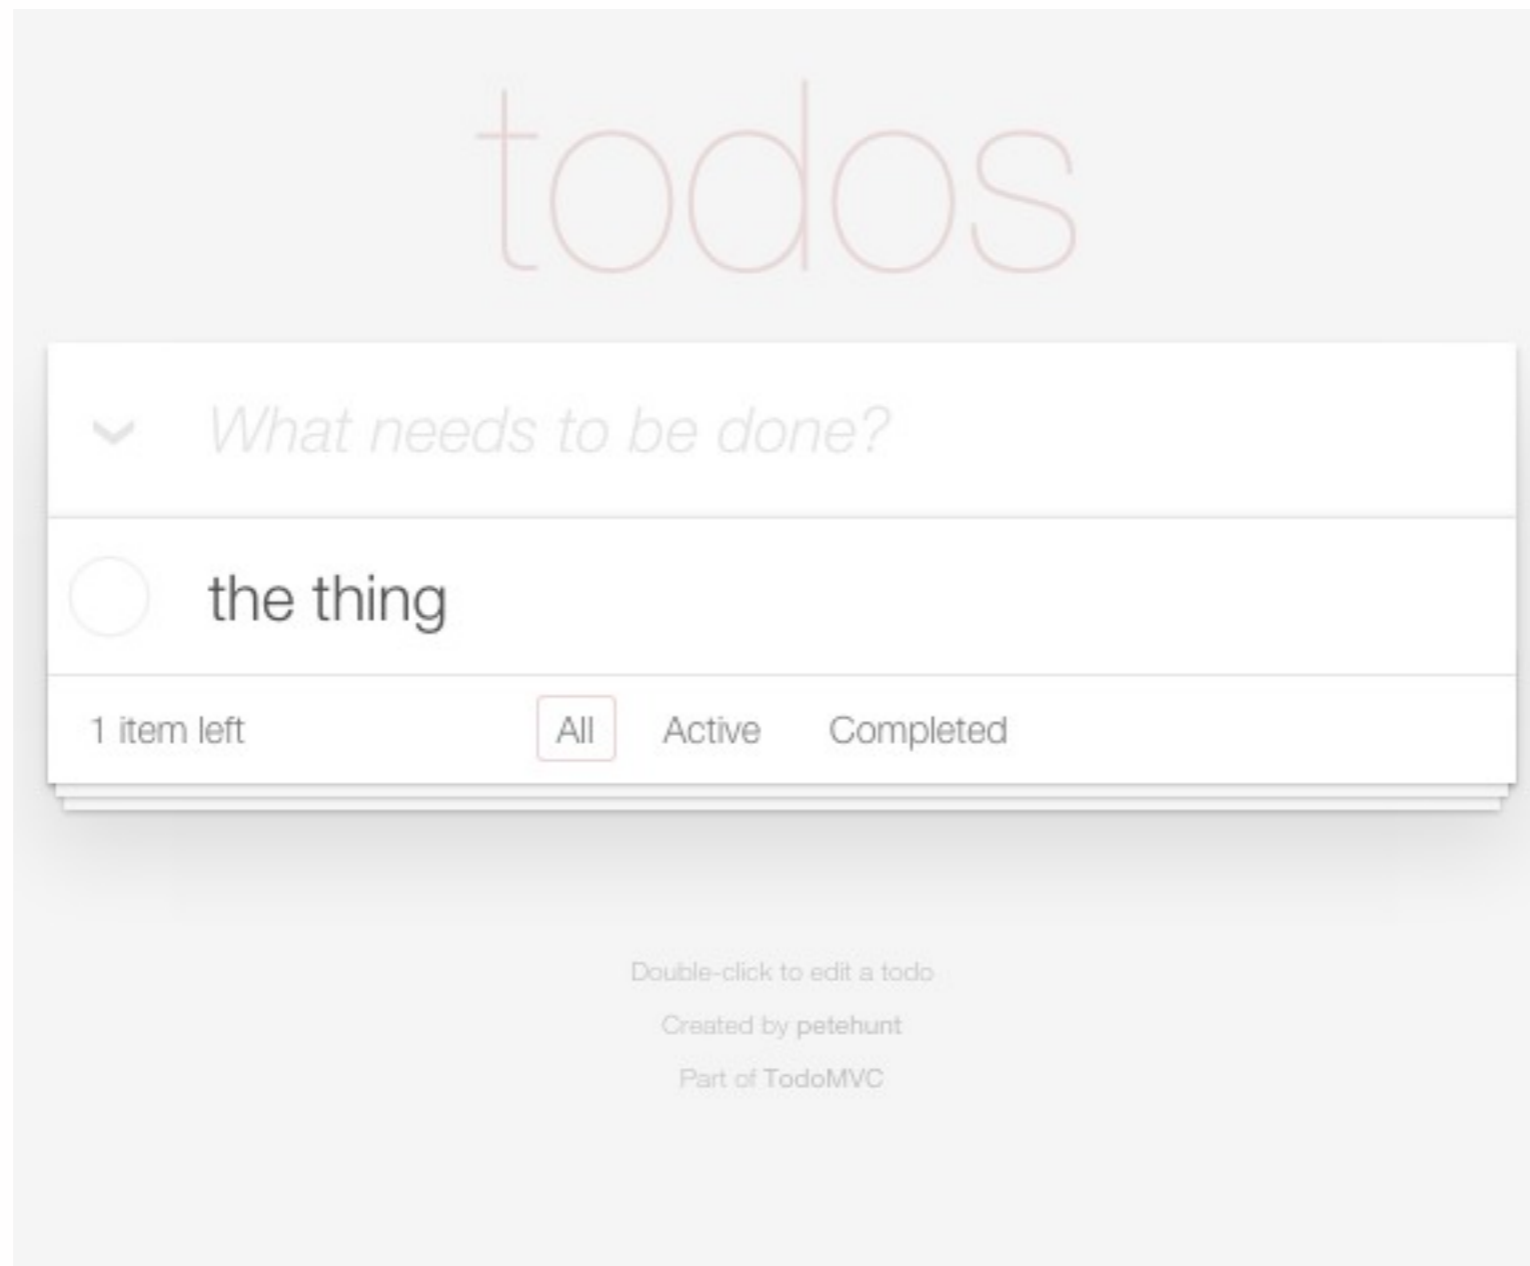 todos
What needs to be done?
the thing
1 item left All Active Completed
Double-click to edit a todo
Created by petehunt
Part of TodoMVC